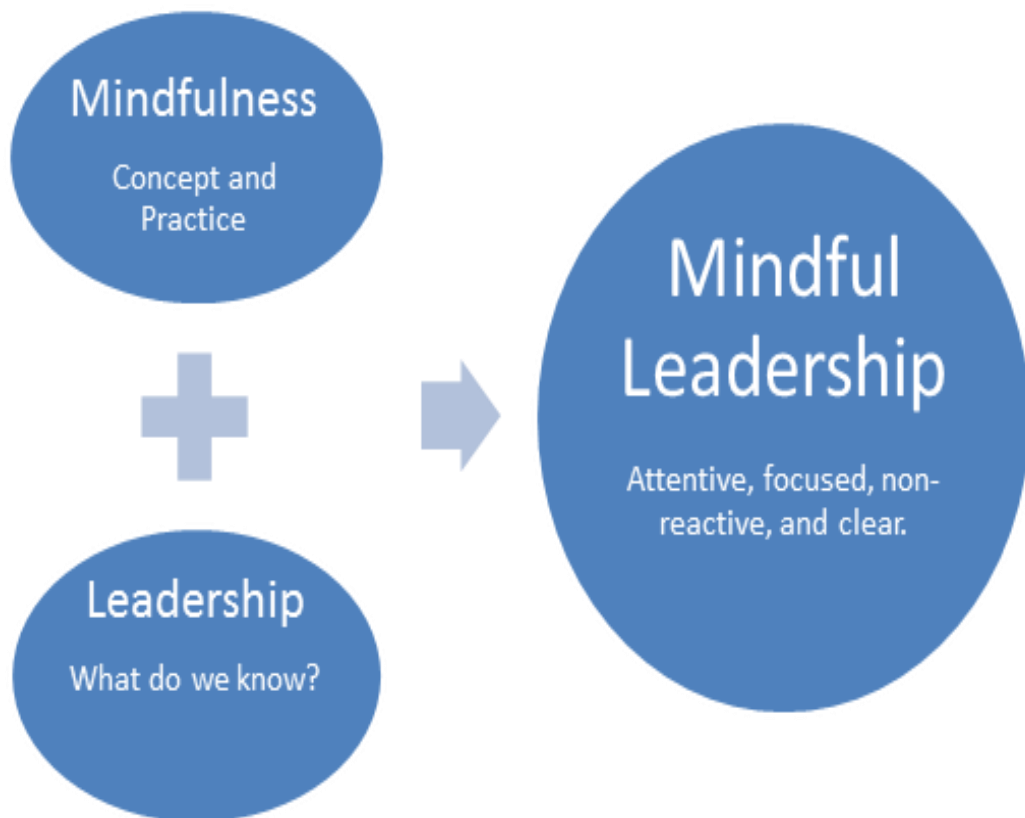 Mindfulness
Concept and
Practice
Leadership
What do we know?
Mindful
Leadership
Attentive, focused, non-
reactive, and clear.